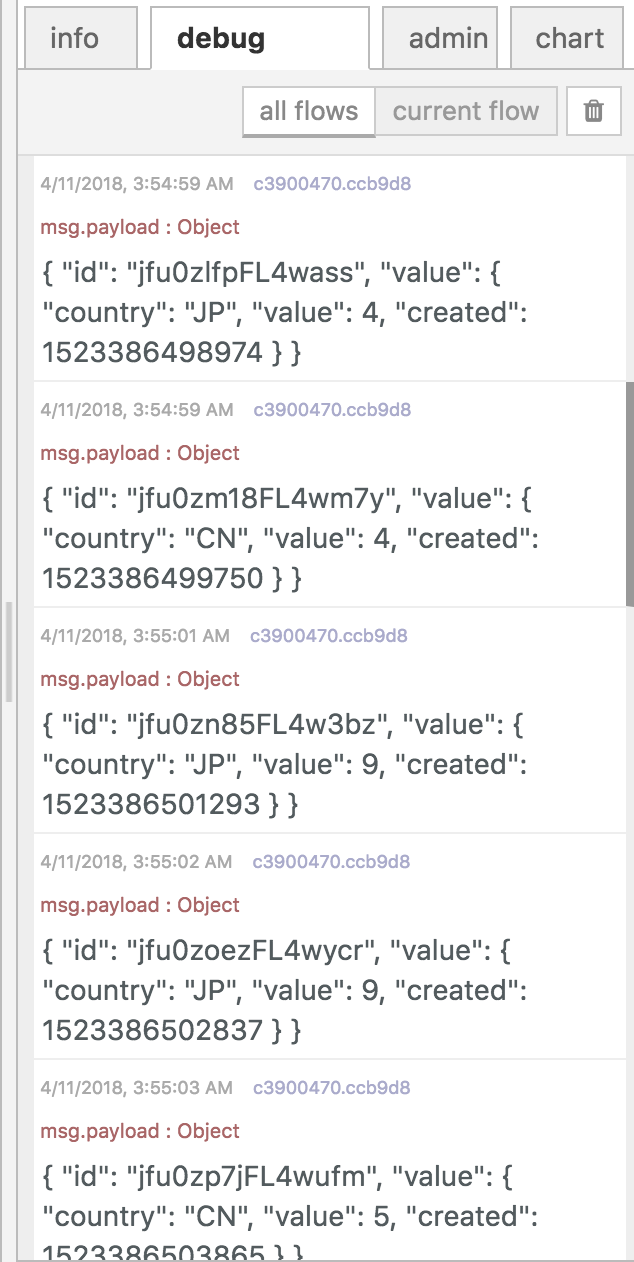 info debug admin chart
all flows current flow
4/11/2018, 3:54:59 AM c3900470.ccb9d8
msg.payload : Object
{ "id": "jfu0zlfpFL4wass", "value": {
"country": "JP", "value": 4, "created":
1523386498974 } }
4/11/2018, 3:54:59 AM c3900470.ccb9d8
msg.payload : Object
{ "id": "jfu0zm18FL4wm7y", "value": {
"country": "CN", "value": 4, "created":
1523386499750 } }
4/11/2018, 3:55:01 AM c3900470.ccb9d8
msg.payload : Object
{ "id": "jfu0zn85FL4w3bz", "value": {
"country": "JP", "value": 9, "created":
1523386501293 } }
4/11/2018, 3:55:02 AM c3900470.ccb9d8
msg.payload : Object
{ "id": "jfu0zoezFL4wycr", "value": {
"country": "JP", "value": 9, "created":
1523386502837 } }
4/11/2018, 3:55:03 AM c3900470.ccb9d8
msg.payload : Object
{ "id": "jfu0zp7jFL4wufm", "value": {
"country": "CN", "value": 5, "created":
1523386503865 } }